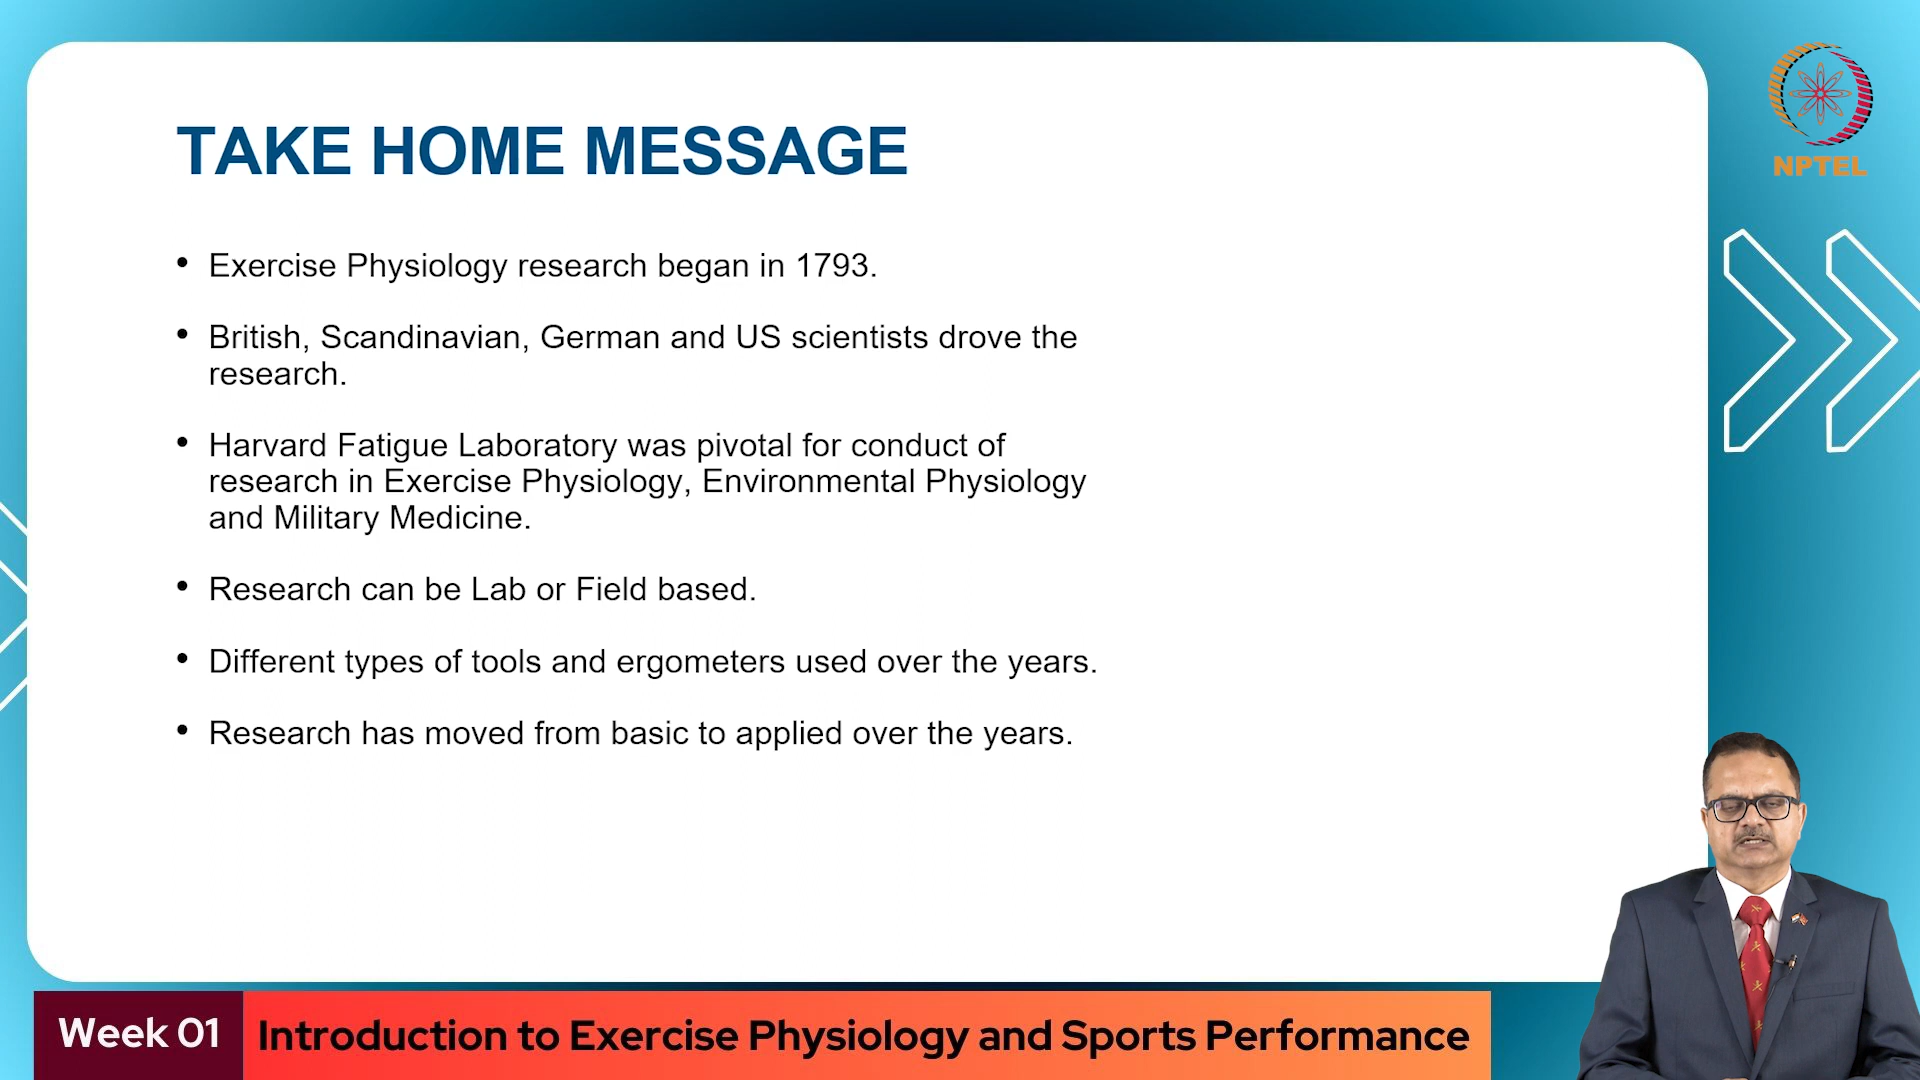 TAKE HOME MESSAGE
NPTEL
• Exercise Physiology research began in 1793.
• British, Scandinavian, German and US scientists drove the
research.
• Harvard Fatigue Laboratory was pivotal for conduct of
research in Exercise Physiology, Environmental Physiology
and Military Medicine.
• Research can be Lab or Field based.
• Different types of tools and ergometers used over the years.
• Research has moved from basic to applied over the years.
Week 01
Introduction to Exercise Physiology and Sports Performance